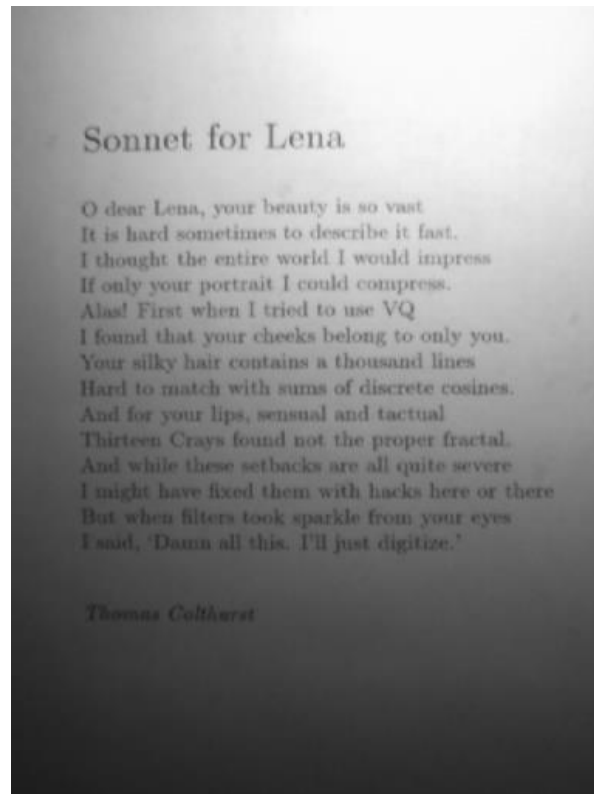 Sonnet for Lena
O dear Lena, your beauty is so vast
It is hard sometimes to describe it fast.
I thought the entire world I would impress
If only your portrait I could compress.
Alas! First when I tried to use VQ
I found that your cheeks belong to only you.
Your silky hair contains a thousand lines
Hard to match with sums of discrete cosines.
And for your lips, sensual and tactual
Thirteen Crays found not the proper fractal.
And while these setbacks are all quite severe
I might have fixed them with hacks here or there
But when filters took sparkle from your eyes
I said, 'Damn all this. I'll just digitize.'
Thomas Colthurst